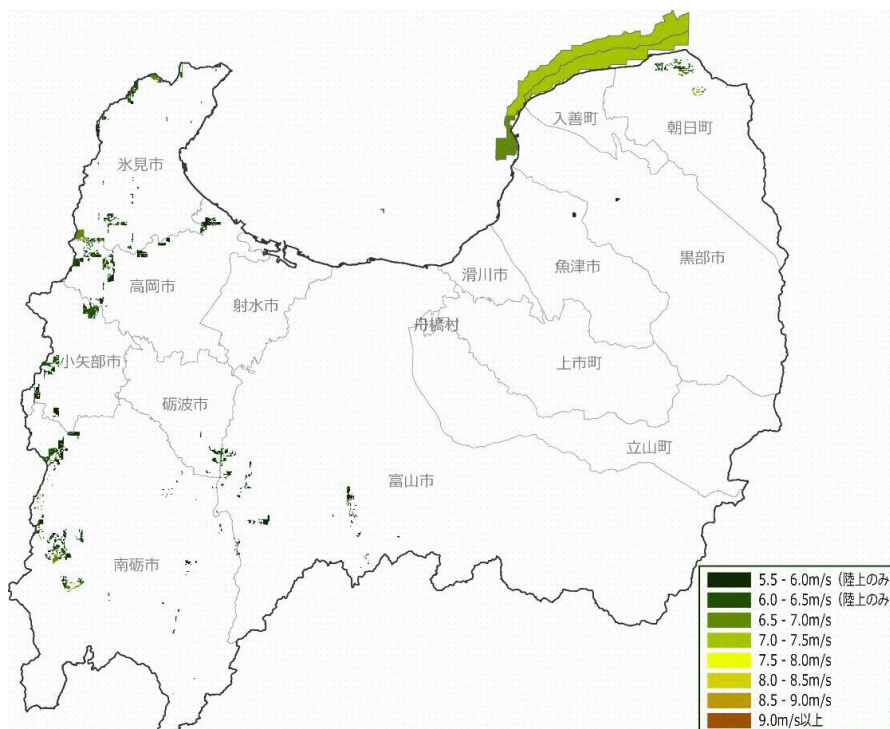 入善町
朝日町
氷見市
黒部市
滑川市
魚津市
高岡市
射水市
舟橋村
小矢部市
上市町
砺波市
立山町
富山市
南砺市
5.5 - 6.0m/s (陸上のみ
6.0 - 6.5m/s (陸上のみ
6.5 - 7.0m/s
7.0 - 7.5m/s
7.5 - 8.0m/s
8.0 - 8.5m/s
8.5 - 9.0m/s
9.0m/s以上